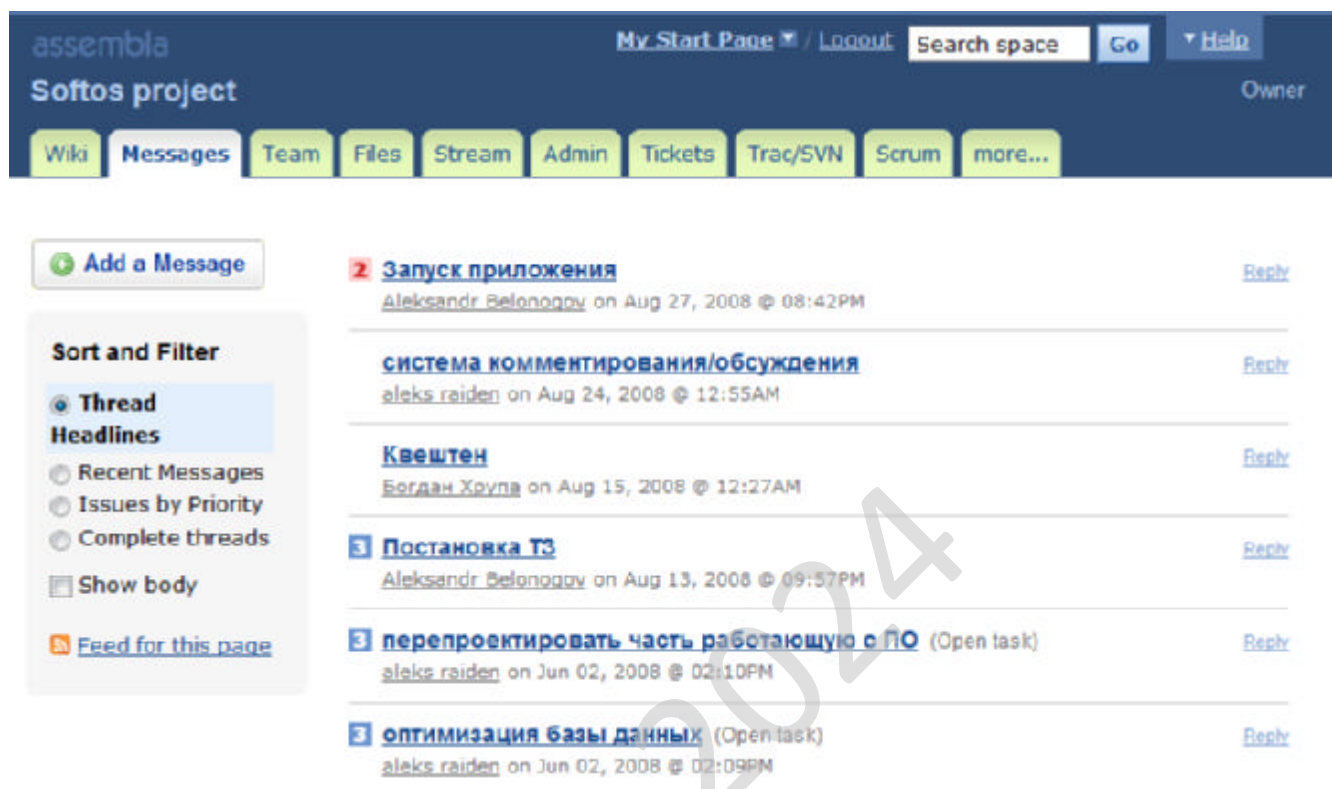 assembla
My Start Page / Logout Search space Go Help
Softos project
Owner
Wiki Messages Team Files Stream Admin Tickets Trac/SVN Scrum more...
Add a Message
Sort and Filter
Thread
Headlines
Recent Messages
Issues by Priority
Complete threads
Show body
Feed for this page
2 Запуск приложения Reply
Aleksandr Belonogov on Aug 27, 2008 @ 08:42PM
система комментирования/обсуждения Reply
aleks raiden on Aug 24, 2008 @ 12:55AM
Квештен Reply
Богдан Хрупа on Aug 15, 2008 @ 12:27AM
3 Постановка ТЗ Reply
Aleksandr Belonogov on Aug 13, 2008 @ 09:57PM
3 перепроектировать часть работающую с ПО (Open task) Reply
aleks raiden on Jun 02, 2008 @ 02:10PM
3 оптимизация базы данных (Open task) Reply
aleks raiden on Jun 02, 2008 @ 02:09PM
2024